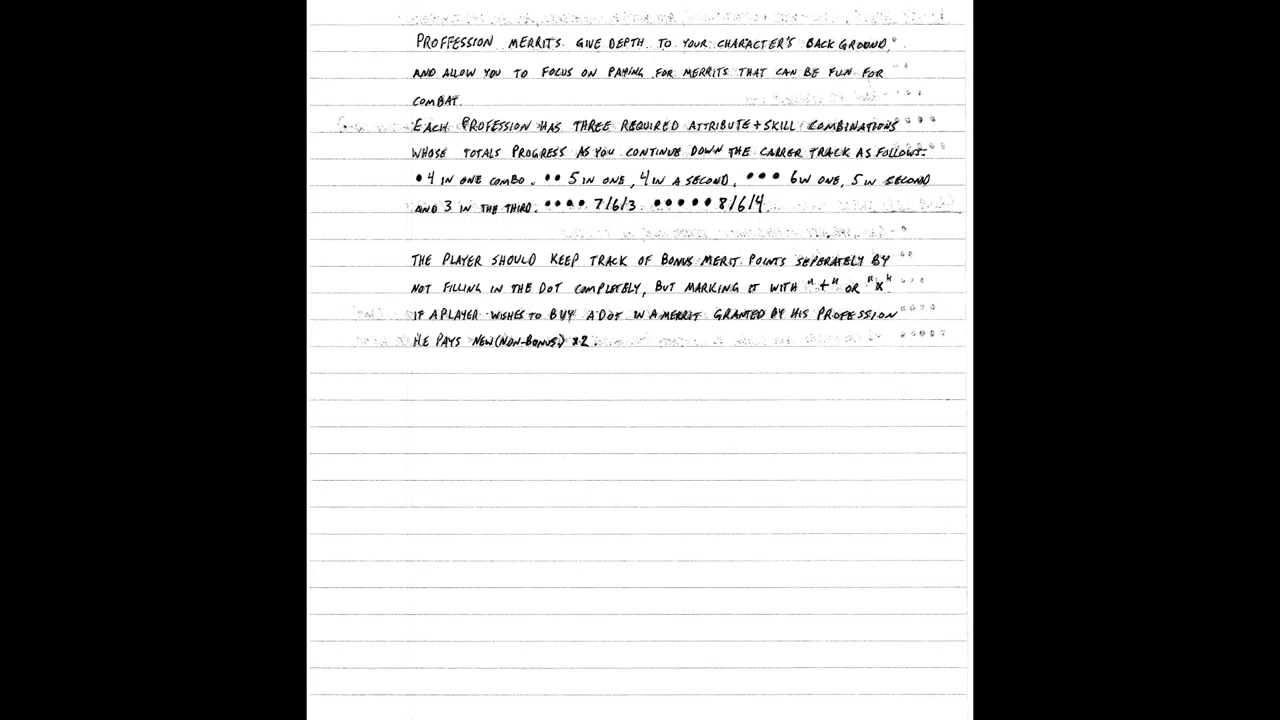 PROFFESSION MERRITS GIVE DEPTH TO YOUR CHARACTER'S BACK GROUND,
AND ALLOW YOU TO FOCUS ON PAYING FOR MERRITS THAT CAN BE FUN FOR
COMBAT.
EACH PROFESSION HAS THREE REQUIRED ATTRIBUTE + SKILL COMBINATIONS
WHOSE TOTALS PROGRESS AS YOU CONTINUE DOWN THE CARRER TRACK AS FOLLOWS:
• 4 IN ONE COMBO. •• 5 IN ONE, 4 IN A SECOND, ••• 6 IN ONE, 5 IN SECOND
AND 3 IN THE THIRD. •••• 7/6/3 ••••• 8/6/4.
THE PLAYER SHOULD KEEP TRACK OF BONUS MERIT POINTS SEPERATELY BY
NOT FILLING IN THE DOT COMPLETELY, BUT MARKING IT WITH "+" OR "X"
IF A PLAYER WISHES TO BUY A DOT IN A MERRIT GRANTED BY HIS PROFESSION
HE PAYS NEW (NON-BONUS) X2.